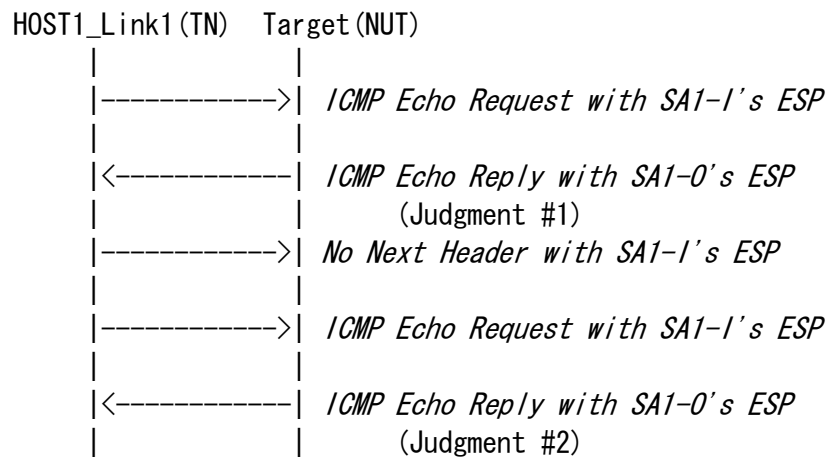 HOST1_Link1(TN)  Target(NUT)
      |             |
      |------------>| ICMP Echo Request with SA1-I's ESP
      |             |
      |<------------| ICMP Echo Reply with SA1-O's ESP
      |             |     (Judgment #1)
      |------------>| No Next Header with SA1-I's ESP
      |             |
      |------------>| ICMP Echo Request with SA1-I's ESP
      |             |
      |<------------| ICMP Echo Reply with SA1-O's ESP
      |             |     (Judgment #2)